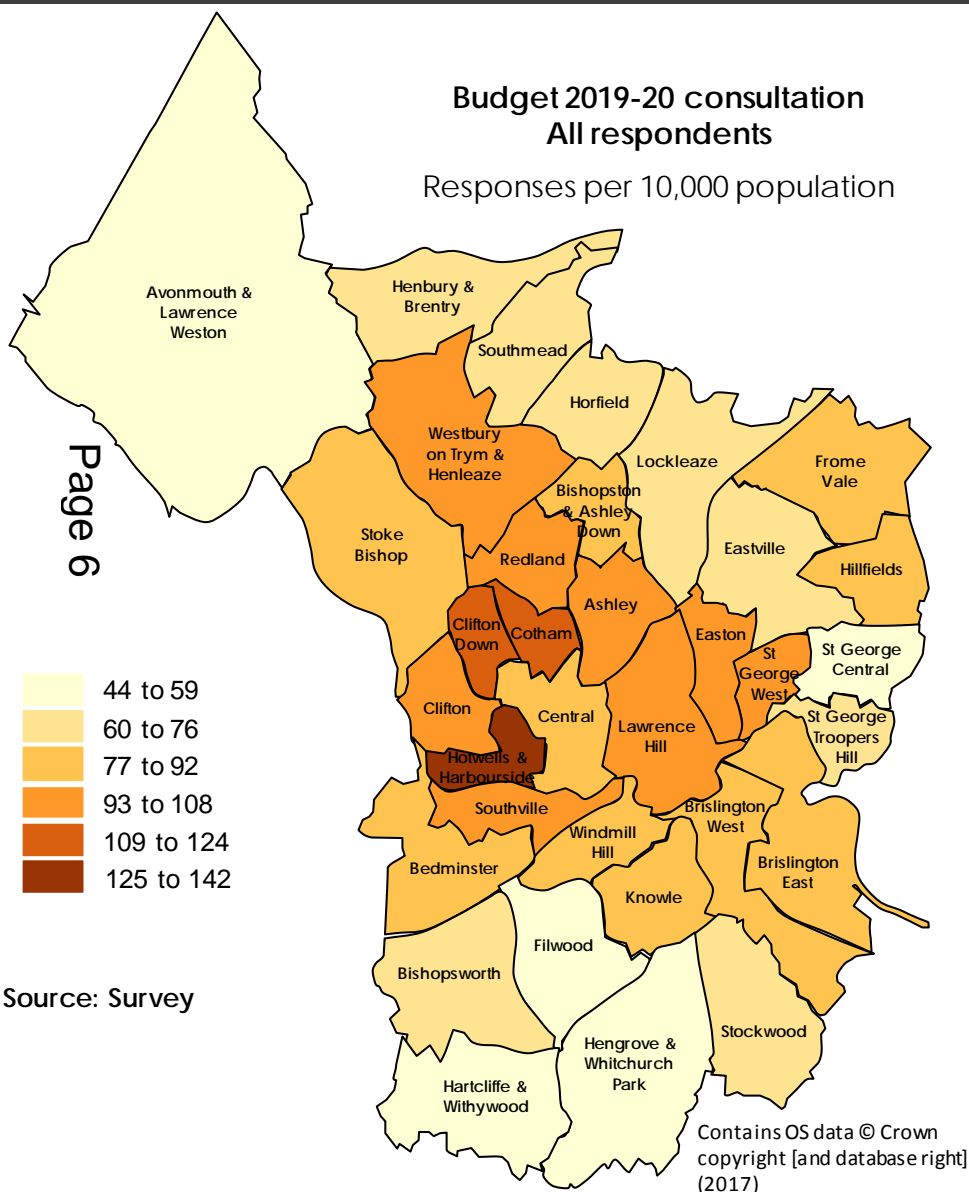 Budget 2019-20 consultation
All respondents
Responses per 10,000 population
Avonmouth &
Lawrence
Weston
Henbury &
Brentry
Southmead
Horfield
Lockleaze
Frome
Vale
Westbury
on Trym &
Henleaze
Bishopston
& Ashley
Down
Eastville
Hillfields
Stoke
Bishop
Redland
Ashley
Easton
Clifton
Down
Cotham
St
George
West
St George
Central
Clifton
Central
Lawrence
Hill
St George
Troopers
Hill
Hotwells &
Harbourside
Southville
Brislington
West
Windmill
Hill
Bedminster
Knowle
Brislington
East
Filwood
Bishopsworth
Stockwood
Hengrove &
Whitchurch
Park
Hartcliffe &
Withywood
Page 6
44 to 59
60 to 76
77 to 92
93 to 108
109 to 124
125 to 142
Source: Survey
Contains OS data © Crown
copyright [and database right]
(2017)